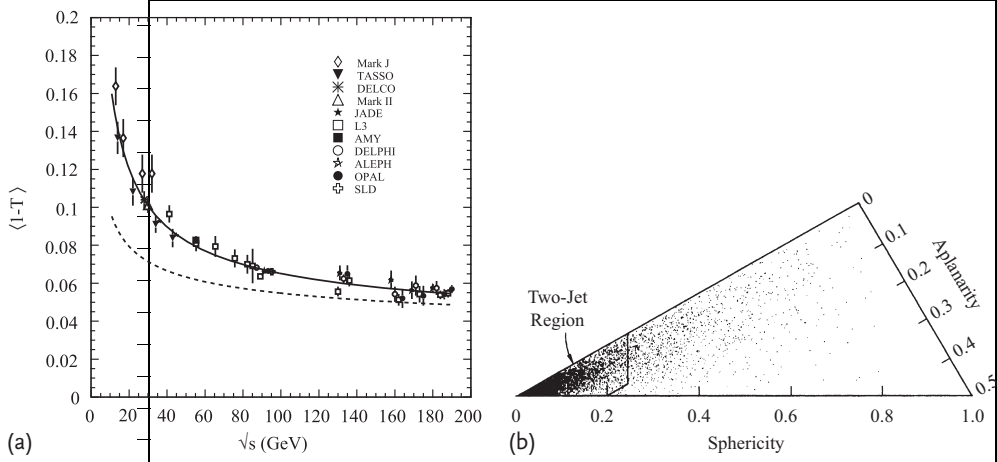 0.2
0.18
0.16
0.14
0.12
0.1
0.08
0.06
0.04
0.02
0
⟨1-T⟩
Mark J
TASSO
DELCO
Mark II
JADE
L3
AMY
DELPHI
ALEPH
OPAL
SLD
0 20 40 60 80 100 120 140 160 180 200
√s (GeV)
(a)
Two-Jet
Region
0
0.1
0.2
0.3
0.4
0.5
Aplanarity
0 0.2 0.4 0.6 0.8 1.0
Sphericity
(b)